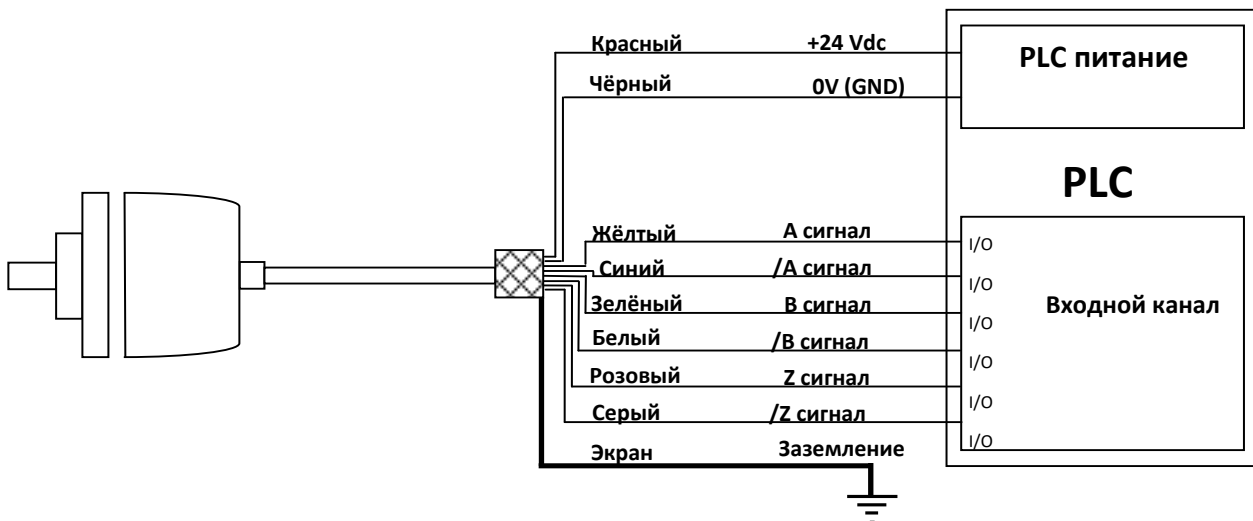 Красный +24 Vdc
PLC питание
Чёрный 0V (GND)
PLC
Жёлтый A сигнал
I/O
Синий /A сигнал
I/O
Зелёный B сигнал
Входной канал
I/O
Белый /B сигнал
I/O
Розовый Z сигнал
I/O
Серый /Z сигнал
I/O
Экран Заземление